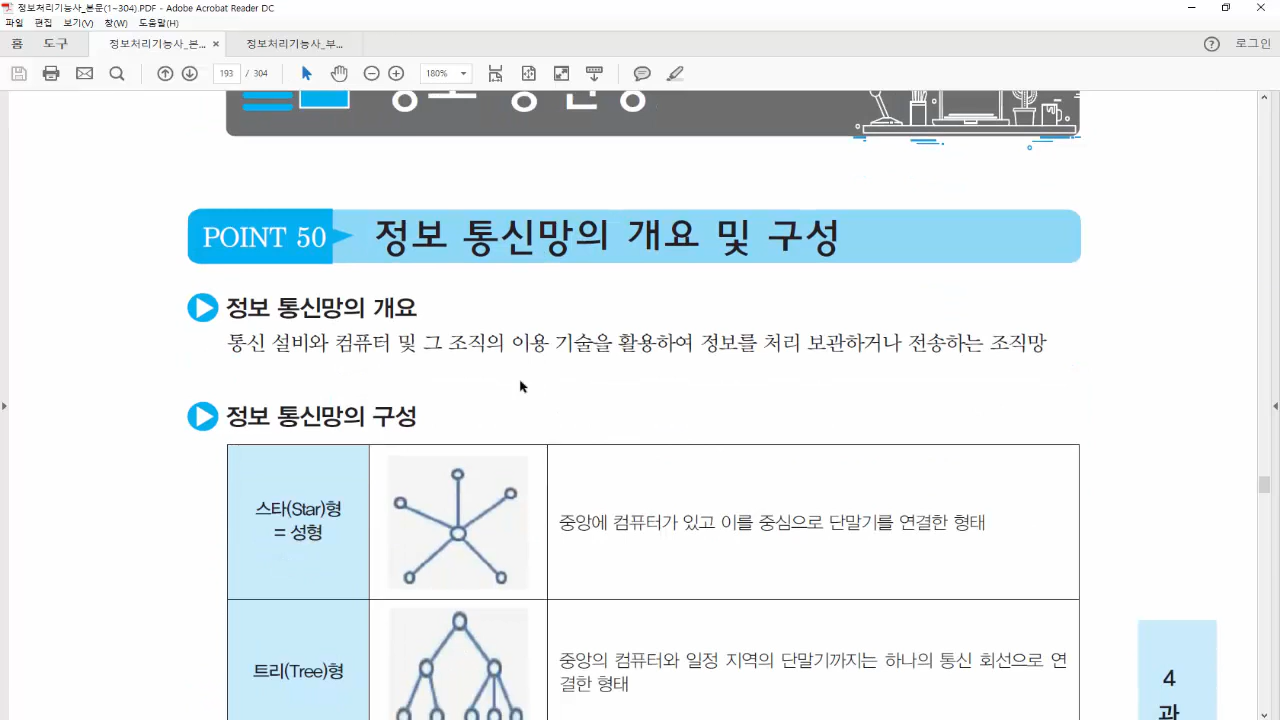 정보처리기능사_본문(1~304).PDF - Adobe Acrobat Reader DC
파일 편집 보기(V) 창(W) 도움말(H)
홈 도구 정보처리기능사_본... × 정보처리기능사_부... ? 로그인
193 / 304 180%
정보 통신망
POINT 50 정보 통신망의 개요 및 구성
정보 통신망의 개요
통신 설비와 컴퓨터 및 그 조직의 이용 기술을 활용하여 정보를 처리 보관하거나 전송하는 조직망
정보 통신망의 구성
스타(Star)형
= 성형
중앙에 컴퓨터가 있고 이를 중심으로 단말기를 연결한 형태
트리(Tree)형
중앙의 컴퓨터와 일정 지역의 단말기까지는 하나의 통신 회선으로 연
결한 형태
4
과